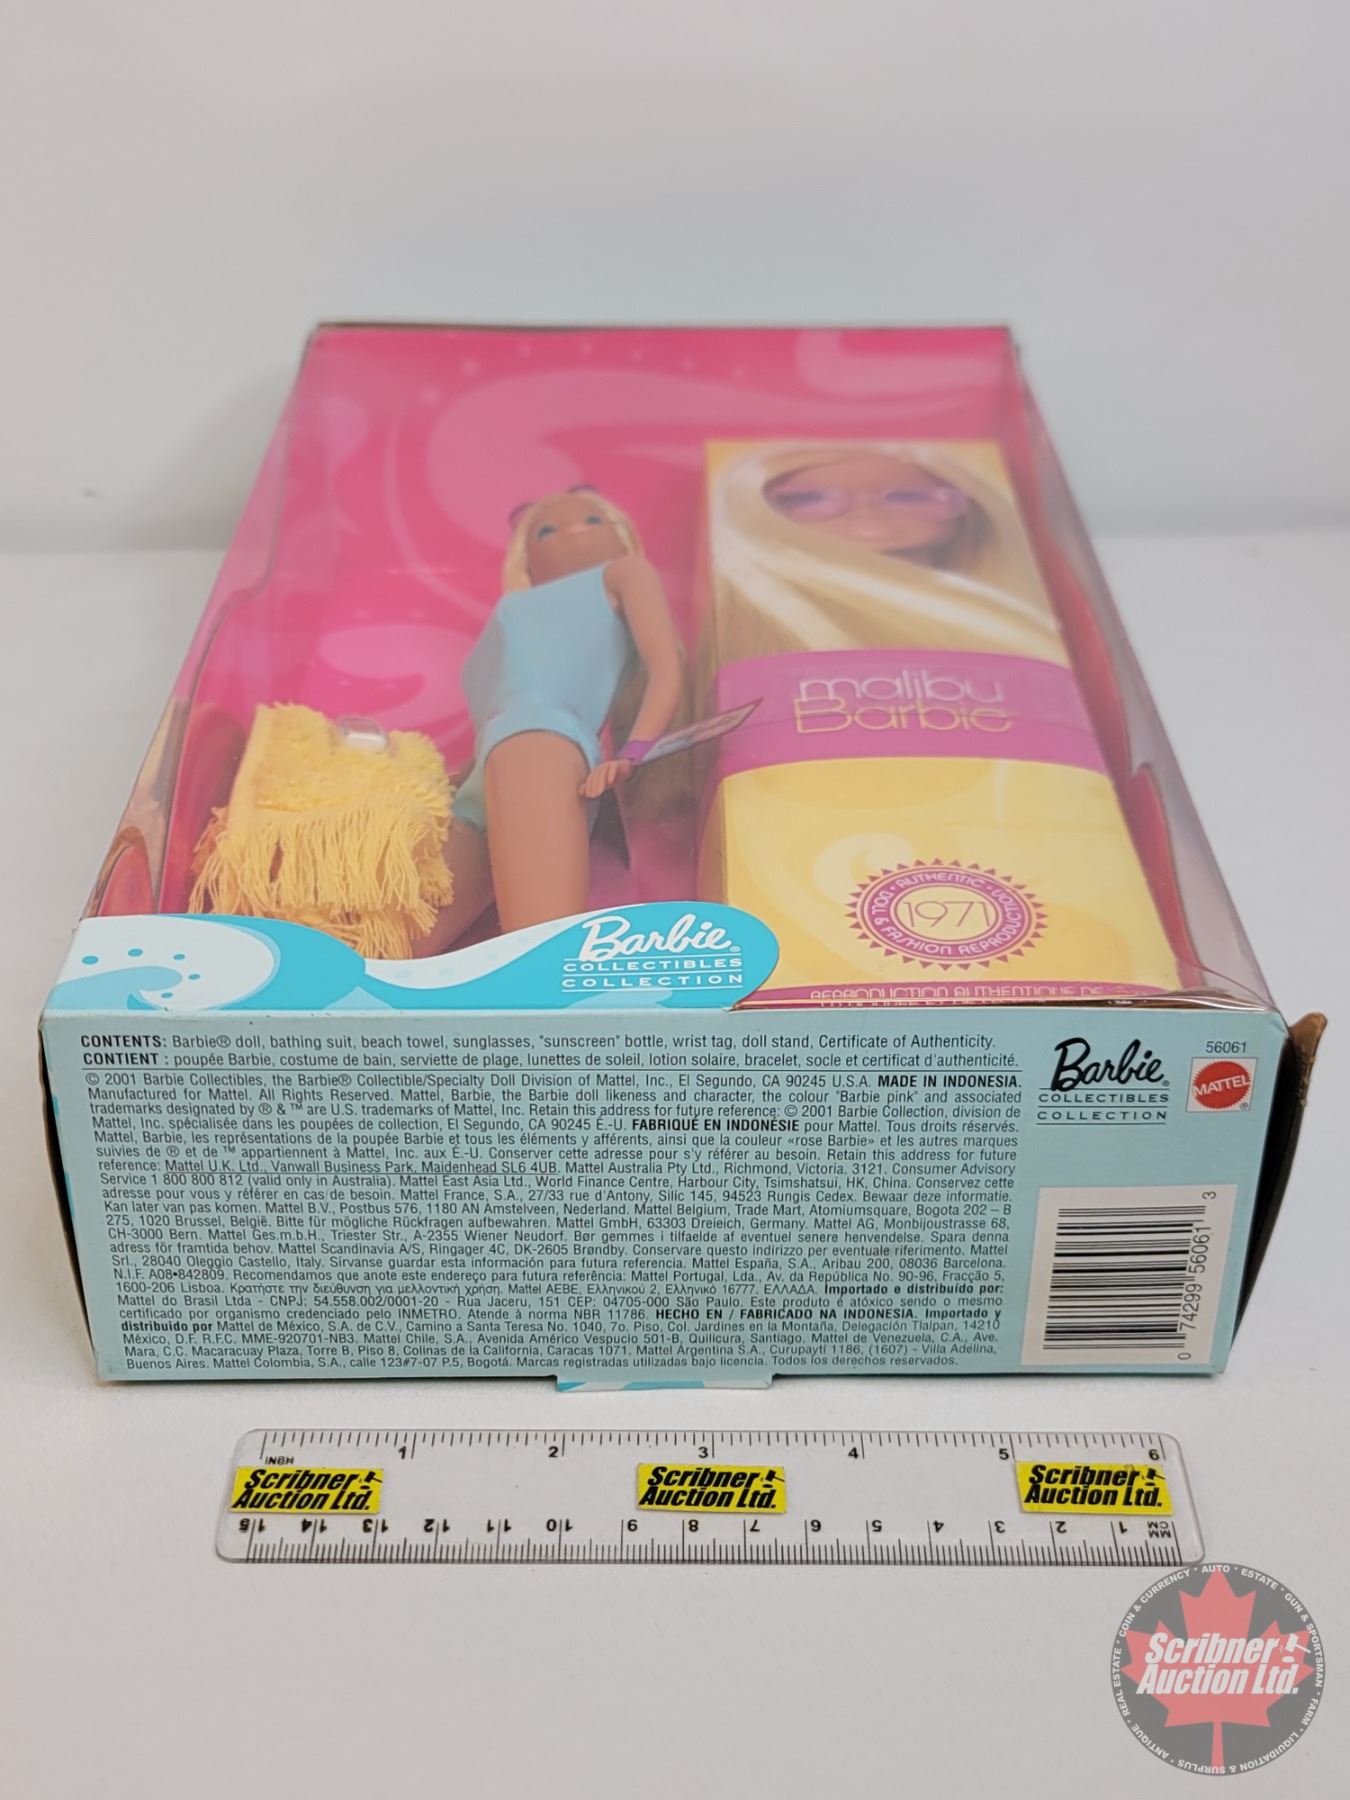 malibu
Barbie
AUTHENTIC
1971
DOLL & FASHION REPRODUCTION
REPRODUCTION AUTHENTIQUE DE
Barbie®
COLLECTIBLES
COLLECTION
CONTENTS: Barbie® doll, bathing suit, beach towel, sunglasses, "sunscreen" bottle, wrist tag, doll stand, Certificate of Authenticity.
CONTIENT : poupée Barbie, costume de bain, serviette de plage, lunettes de soleil, lotion solaire, bracelet, socle et certificat d'authenticité.
© 2001 Barbie Collectibles, the Barbie® Collectible/Specialty Doll Division of Mattel, Inc., El Segundo, CA 90245 U.S.A. MADE IN INDONESIA.
Manufactured for Mattel. All Rights Reserved. Mattel, Barbie, the Barbie doll likeness and character, the colour "Barbie pink" and associated
trademarks designated by ® & ™ are U.S. trademarks of Mattel, Inc. Retain this address for future reference: © 2001 Barbie Collection, division de
Mattel, Inc. spécialisée dans les poupées de collection, El Segundo, CA 90245 É.-U. FABRIQUÉ EN INDONÉSIE pour Mattel. Tous droits réservés.
Mattel, Barbie, les représentations de la poupée Barbie et tous les éléments y afférents, ainsi que la couleur «rose Barbie» et les autres marques
suivies de ® et de ™ appartiennent à Mattel, Inc. aux É.-U. Conserver cette adresse pour s'y référer au besoin. Retain this address for future
reference: Mattel U.K. Ltd., Vanwall Business Park, Maidenhead SL6 4UB. Mattel Australia Pty Ltd., Richmond, Victoria. 3121. Consumer Advisory
Service 1 800 800 812 (valid only in Australia). Mattel East Asia Ltd., World Finance Centre, Harbour City, Tsimshatsui, HK, China. Conservez cette
adresse pour vous y référer en cas de besoin. Mattel France, S.A., 27/33 rue d'Antony, Silic 145, 94523 Rungis Cedex. Bewaar deze informatie.
Kan later van pas komen. Mattel B.V., Postbus 576, 1180 AN Amstelveen, Nederland. Mattel Belgium, Trade Mart, Atomiumsquare, Bogota 202 – B
275, 1020 Brussel, België. Bitte für mögliche Rückfragen aufbewahren. Mattel GmbH, 63303 Dreieich, Germany. Mattel AG, Monbijoustrasse 68,
CH-3000 Bern. Mattel Ges.m.b.H., Triester Str., A-2355 Wiener Neudorf. Bør gemmes i tilfaelde af eventuel senere henvendelse. Spara denna
adress för framtida behov. Mattel Scandinavia A/S, Ringager 4C, DK-2605 Brøndby. Conservare questo indirizzo per eventuale riferimento. Mattel
Srl., 28040 Oleggio Castello, Italy. Sírvanse guardar esta información para futura referencia. Mattel España, S.A., Aribau 200, 08036 Barcelona.
N.I.F. A08•842809. Recomendamos que anote este endereço para futura referência: Mattel Portugal, Lda., Av. da República No. 90-96, Fracção 5,
1600-206 Lisboa. Κρατήστε την διεύθυνση για μελλοντική χρήση. Mattel AEBE, Ελληνικού 2, Ελληνικό 16777. ΕΛΛΑΔΑ. Importado e distribuido por:
Mattel do Brasil Ltda - CNPJ: 54.558.002/0001-20 - Rua Jaceru, 151 CEP: 04705-000 São Paulo. Este produto é atóxico sendo o mesmo
certificado por organismo credenciado pelo INMETRO. Atende à norma NBR 11786. HECHO EN / FABRICADO NA INDONESIA. Importado y
distribuido por Mattel de México, S.A. de C.V., Camino a Santa Teresa No. 1040, 7o. Piso, Col. Jardines en la Montaña, Delegación Tlalpan, 14210
México, D.F. R.F.C. MME-920701-NB3. Mattel Chile, S.A., Avenida Américo Vespucio 501-B, Quilicura, Santiago, Mattel de Venezuela, C.A., Ave.
Mara, C.C. Macaracuay Plaza, Torre B, Piso 8, Colinas de la California, Caracas 1071. Mattel Argentina S.A., Curupaytí 1186, (1607) - Villa Adelina,
Buenos Aires. Mattel Colombia, S.A., calle 123#7-07 P.5, Bogotá. Marcas registradas utilizadas bajo licencia. Todos los derechos reservados.
Barbie®
COLLECTIBLES
COLLECTION
56061
MATTEL®
0 74299 56061 3
INCH 1 2 3 4 5 6
Scribner Auction Ltd.
Scribner Auction Ltd.
Scribner Auction Ltd.
15 14 13 12 11 10 9 8 7 6 5 4 3 2 1 MM CM
REAL ESTATE • COIN & CURRENCY • AUTO • ESTATE • GUN & SPORTSMAN • FARM • LIQUIDATION & SURPLUS • ANTIQUE
Scribner
Auction Ltd.